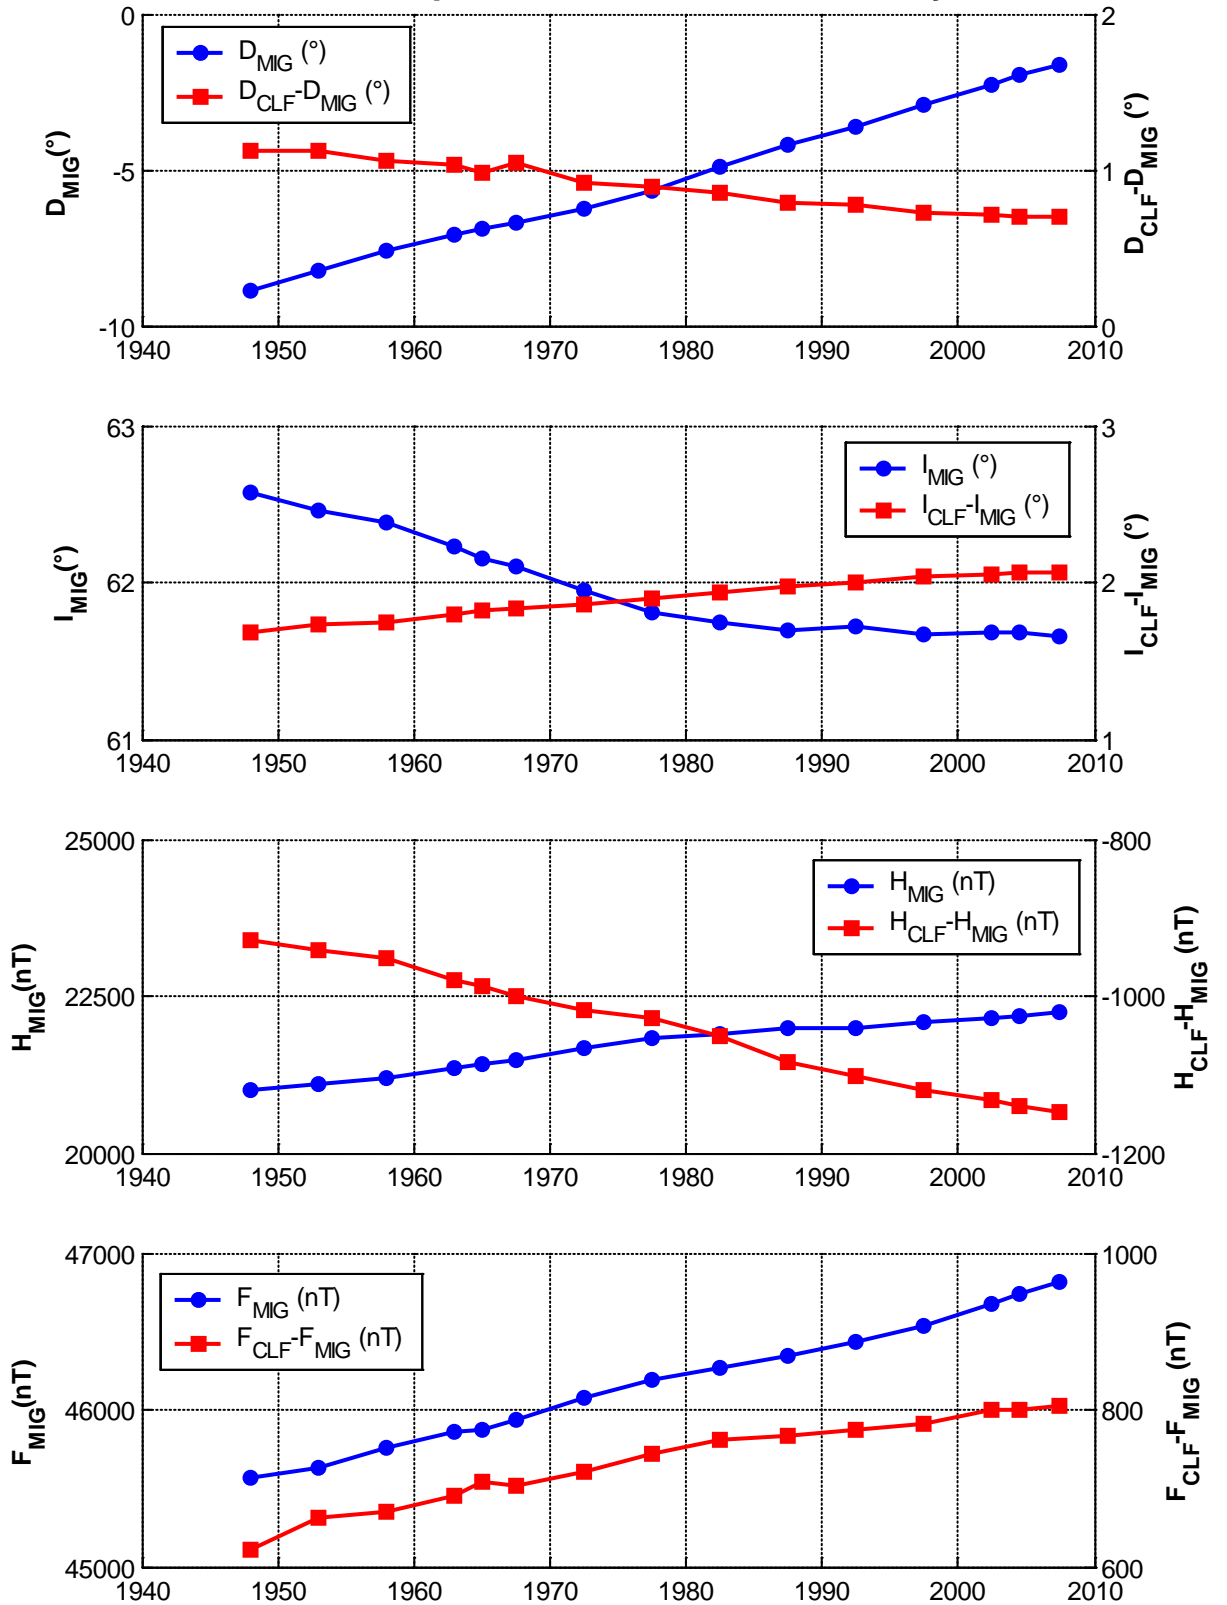 0
2
D_MIG (°)
D_CLF-D_MIG (°)
D_MIG(°)
-5
1
D_CLF-D_MIG (°)
-10
0
1940 1950 1960 1970 1980 1990 2000 2010
63
3
I_MIG (°)
I_CLF-I_MIG (°)
I_MIG(°)
62
2
I_CLF-I_MIG (°)
61
1
1940 1950 1960 1970 1980 1990 2000 2010
25000
-800
H_MIG (nT)
H_CLF-H_MIG (nT)
H_MIG(nT)
22500
-1000
H_CLF-H_MIG (nT)
20000
-1200
1940 1950 1960 1970 1980 1990 2000 2010
47000
1000
F_MIG (nT)
F_CLF-F_MIG (nT)
F_MIG(nT)
46000
800
F_CLF-F_MIG (nT)
45000
600
1940 1950 1960 1970 1980 1990 2000 2010